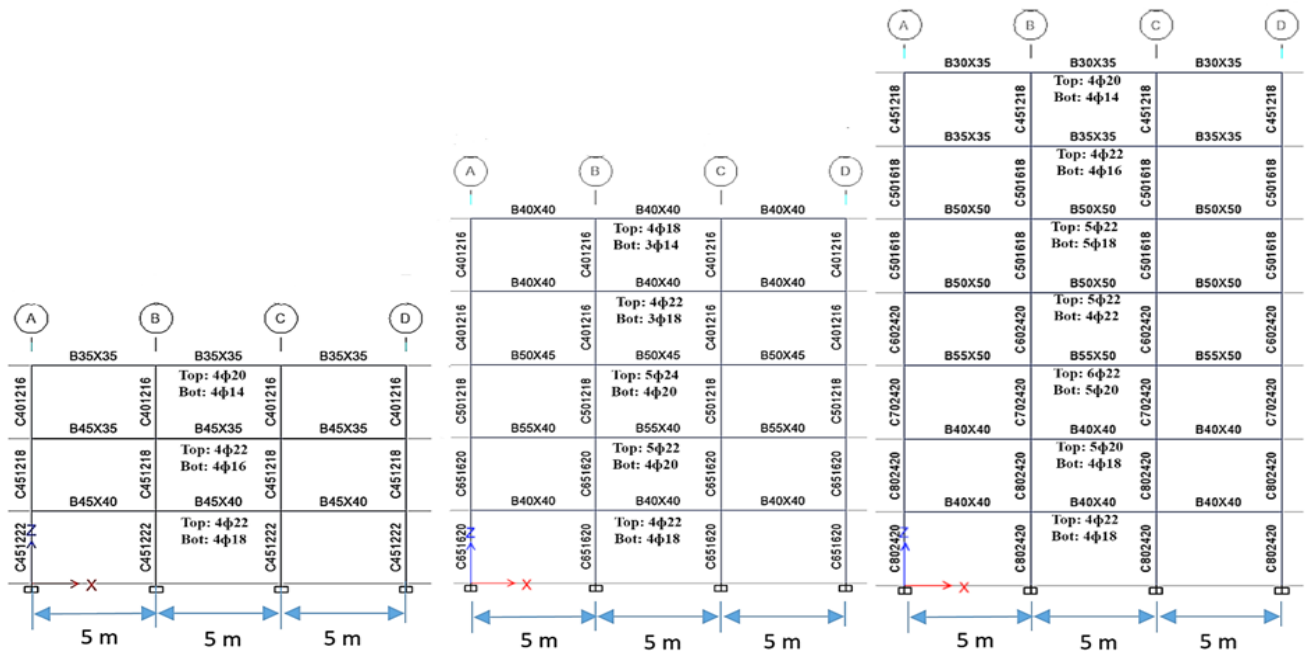 A B C D
B35X35 B35X35 B35X35
Top: 4ϕ20
Bot: 4ϕ14
C401216 C401216 C401216 C401216
B45X35 B45X35 B45X35
Top: 4ϕ22
Bot: 4ϕ16
C451218 C451218 C451218 C451218
B45X40 B45X40 B45X40
Top: 4ϕ22
Bot: 4ϕ18
C451222 C451222 C451222 C451222
Z
X
5 m 5 m 5 m
A B C D
B40X40 B40X40 B40X40
Top: 4ϕ18
Bot: 3ϕ14
C401216 C401216 C401216 C401216
B40X40 B40X40 B40X40
Top: 4ϕ22
Bot: 3ϕ18
C401216 C401216 C401216 C401216
B50X45 B50X45 B50X45
Top: 5ϕ24
Bot: 4ϕ20
C501218 C501218 C501218 C501218
B55X40 B55X40 B55X40
Top: 5ϕ22
Bot: 4ϕ20
C651620 C651620 C651620 C651620
B40X40 B40X40 B40X40
Top: 4ϕ22
Bot: 4ϕ18
C651620 C651620 C651620 C651620
Z
X
5 m 5 m 5 m
A B C D
B30X35 B30X35 B30X35
Top: 4ϕ20
Bot: 4ϕ14
C451218 C451218 C451218 C451218
B35X35 B35X35 B35X35
Top: 4ϕ22
Bot: 4ϕ16
C501618 C501618 C501618 C501618
B50X50 B50X50 B50X50
Top: 5ϕ22
Bot: 5ϕ18
C501618 C501618 C501618 C501618
B50X50 B50X50 B50X50
Top: 5ϕ22
Bot: 4ϕ22
C602420 C602420 C602420 C602420
B55X50 B55X50 B55X50
Top: 6ϕ22
Bot: 5ϕ20
C702420 C702420 C702420 C702420
B40X40 B40X40 B40X40
Top: 5ϕ20
Bot: 4ϕ18
C802420 C802420 C802420 C802420
B40X40 B40X40 B40X40
Top: 4ϕ22
Bot: 4ϕ18
C802420 C802420 C802420 C802420
Z
X
5 m 5 m 5 m